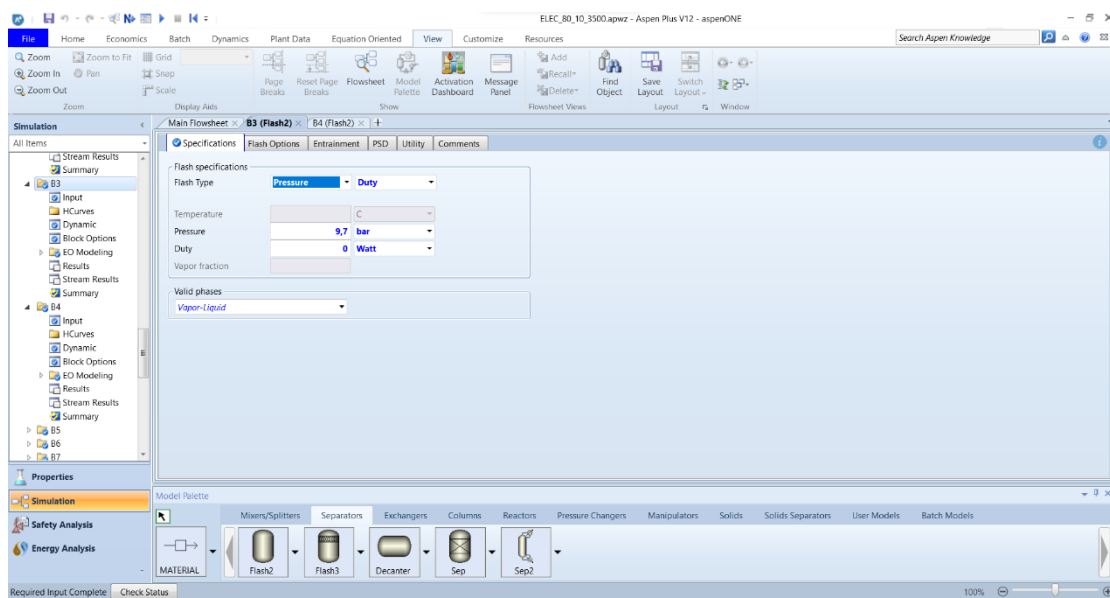 ELEC_80_10_3500.apwz - Aspen Plus V12 - aspenONE
File Home Economics Batch Dynamics Plant Data Equation Oriented View Customize Resources Search Aspen Knowledge
Zoom Zoom to Fit Grid
Zoom In Pan Snap
Zoom Out Scale
Page Breaks Reset Page Breaks Flowsheet Model Palette Activation Dashboard Message Panel
Add
Recall
Delete
Find Object Save Layout Switch Layout
Zoom Display Aids Show Flowsheet Views Layout Window
Simulation
All Items
Main Flowsheet B3 (Flash2) B4 (Flash2) +
Specifications Flash Options Entrainment PSD Utility Comments
Stream Results
Summary
B3
Input
HCurves
Dynamic
Block Options
EO Modeling
Results
Stream Results
Summary
B4
Input
HCurves
Dynamic
Block Options
EO Modeling
Results
Stream Results
Summary
B5
B6
B7
Flash specifications
Flash Type Pressure Duty
Temperature C
Pressure 9,7 bar
Duty 0 Watt
Vapor fraction
Valid phases
Vapor-Liquid
Properties
Simulation
Safety Analysis
Energy Analysis
Model Palette
Mixers/Splitters Separators Exchangers Columns Reactors Pressure Changers Manipulators Solids Solids Separators User Models Batch Models
MATERIAL Flash2 Flash3 Decanter Sep Sep2
Required Input Complete Check Status 100%